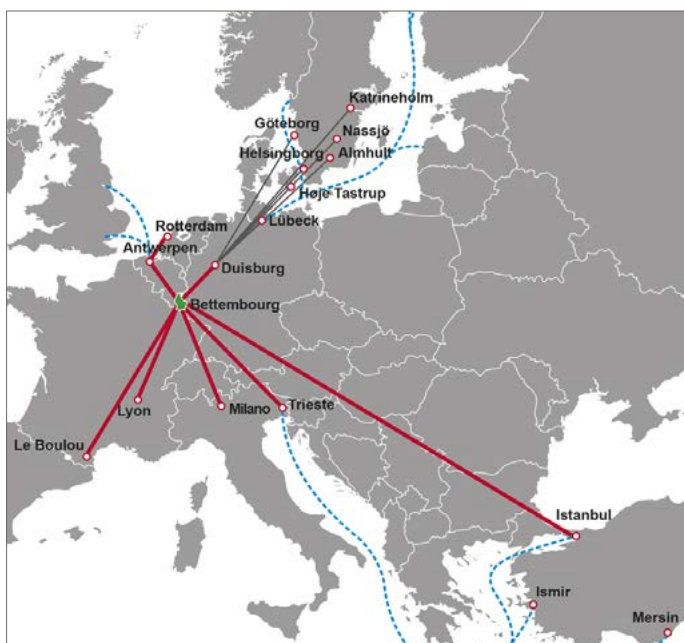 Katrineholm
Göteborg
Nassjö
Helsingborg
Almhult
Høje Tastrup
Lübeck
Rotterdam
Antwerpen
Duisburg
Bettembourg
Lyon
Milano
Trieste
Le Boulou
Istanbul
Ismir
Mersin